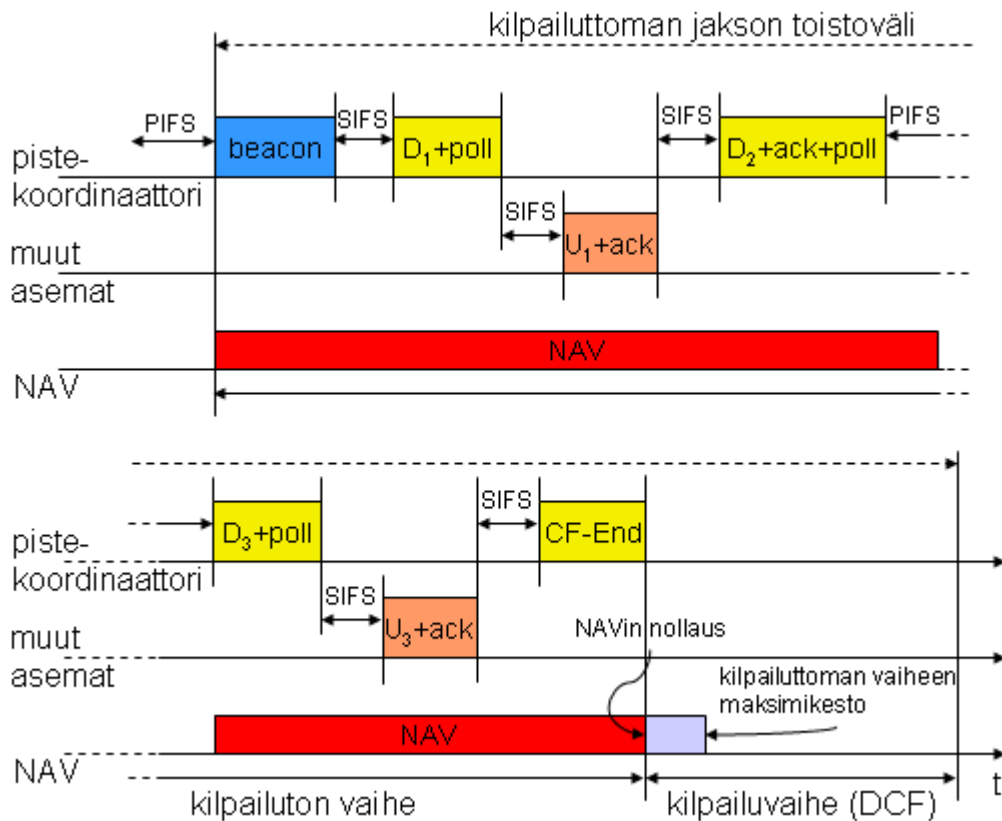 kilpailuttoman jakson toistoväli
PIFS
SIFS
SIFS
PIFS
piste-
koordinaattori
beacon
D₁+poll
D₂+ack+poll
SIFS
muut
asemat
U₁+ack
NAV
NAV
SIFS
piste-
koordinaattori
D₃+poll
CF-End
SIFS
muut
asemat
U₃+ack
NAVin nollaus
kilpailuttoman vaiheen
maksimikesto
NAV
NAV
t
kilpailuton vaihe
kilpailuvaihe (DCF)